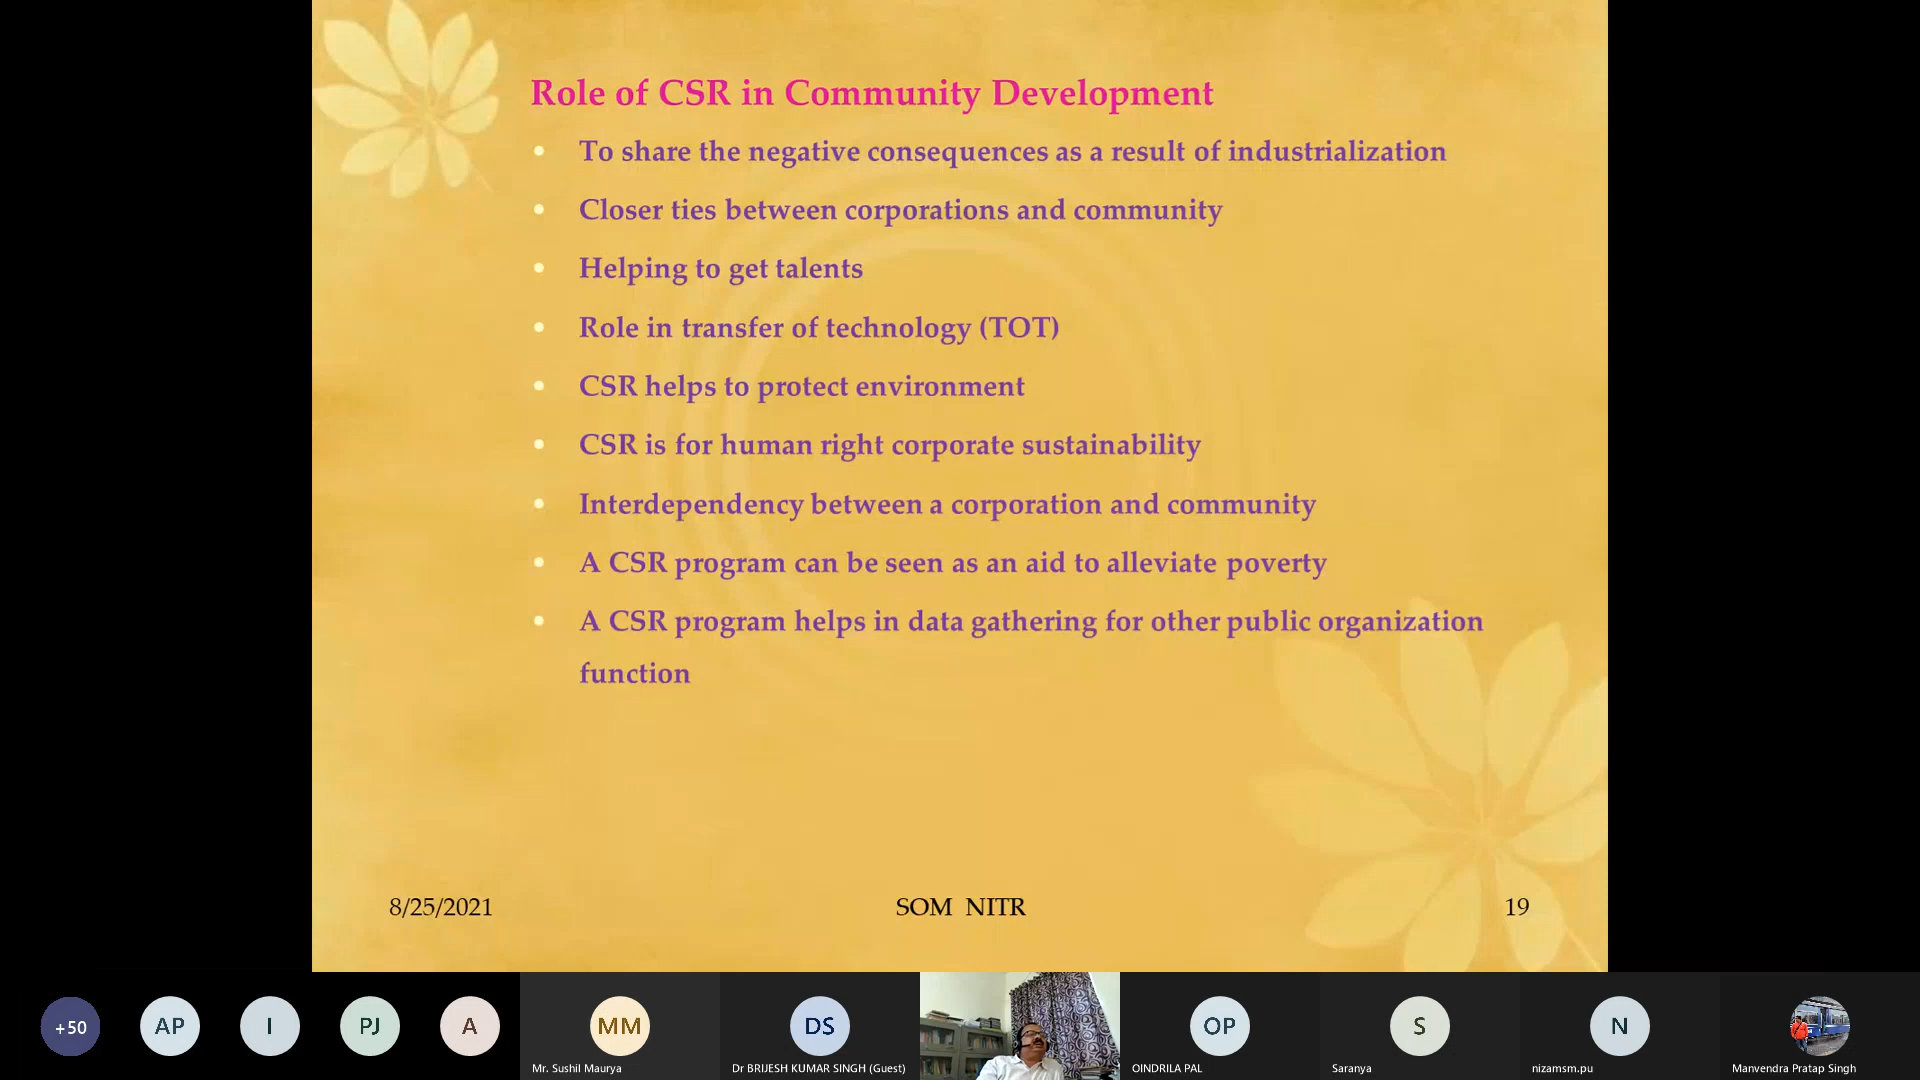 Role of CSR in Community Development
• To share the negative consequences as a result of industrialization
• Closer ties between corporations and community
• Helping to get talents
• Role in transfer of technology (TOT)
• CSR helps to protect environment
• CSR is for human right corporate sustainability
• Interdependency between a corporation and community
• A CSR program can be seen as an aid to alleviate poverty
• A CSR program helps in data gathering for other public organization
function
8/25/2021 SOM NITR 19
+50 AP I PJ A MM DS OP S N
Mr. Sushil Maurya Dr BRIJESH KUMAR SINGH (Guest) OINDRILA PAL Saranya nizamsm.pu Manvendra Pratap Singh